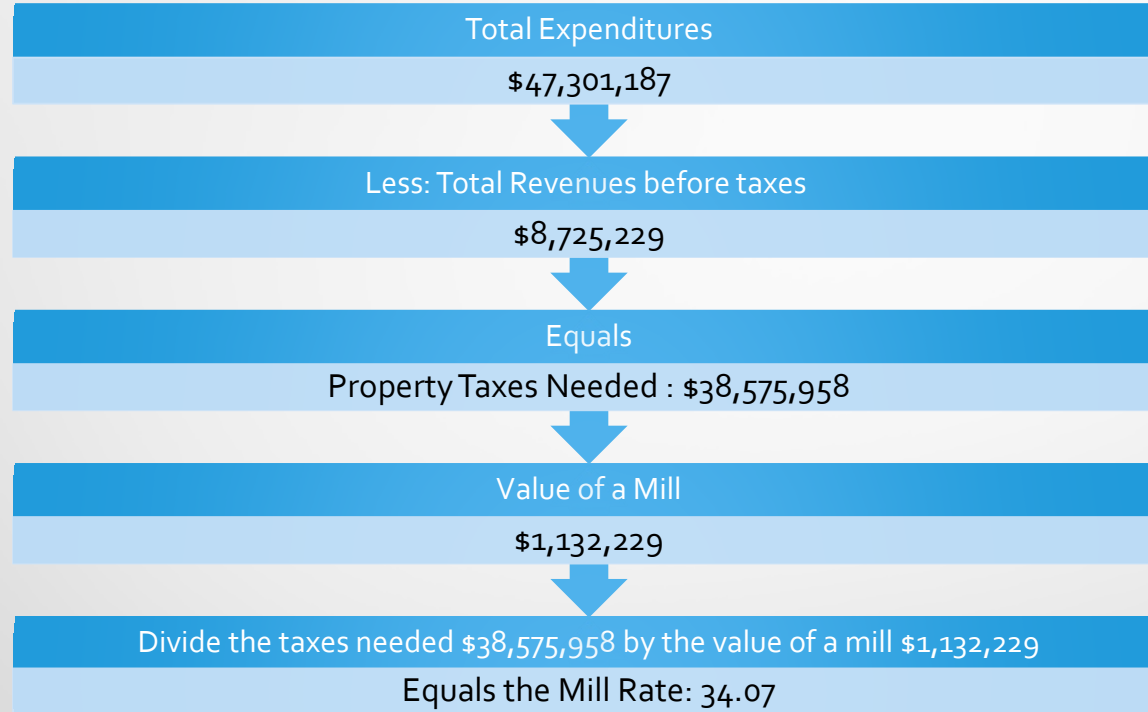 Total Expenditures
$47,301,187
Less: Total Revenues before taxes
$8,725,229
Equals
Property Taxes Needed : $38,575,958
Value of a Mill
$1,132,229
Divide the taxes needed $38,575,958 by the value of a mill $1,132,229
Equals the Mill Rate: 34.07